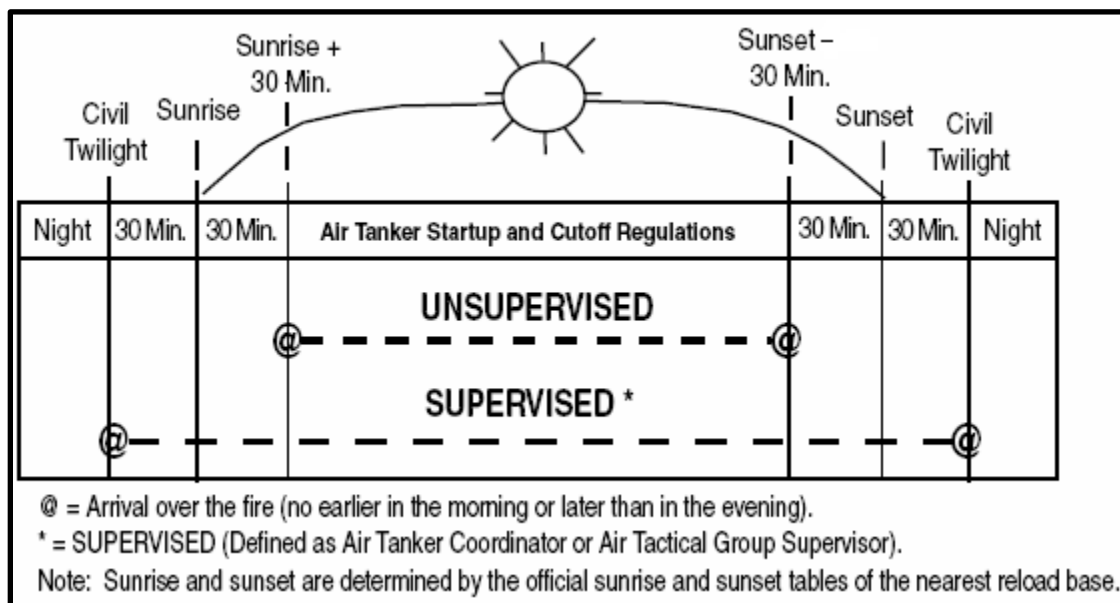 Sunrise +
30 Min.
Sunset –
30 Min.
Civil
Twilight
Sunrise
Sunset
Civil
Twilight
Night
30 Min.
30 Min.
Air Tanker Startup and Cutoff Regulations
30 Min.
30 Min.
Night
UNSUPERVISED
@
@
SUPERVISED *
@
@
@ = Arrival over the fire (no earlier in the morning or later than in the evening).
* = SUPERVISED (Defined as Air Tanker Coordinator or Air Tactical Group Supervisor).
Note: Sunrise and sunset are determined by the official sunrise and sunset tables of the nearest reload base.